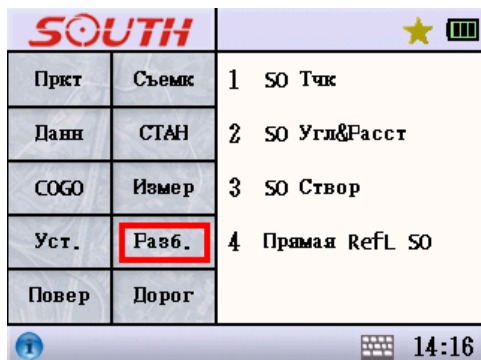 SOUTH
Пркт Съемк 1 SO Тчк
Данн СТАН 2 SO Угл&Расст
COGO Измер 3 SO Створ
Уст. Разб. 4 Прямая RefL SO
Повер Дорог
14:16